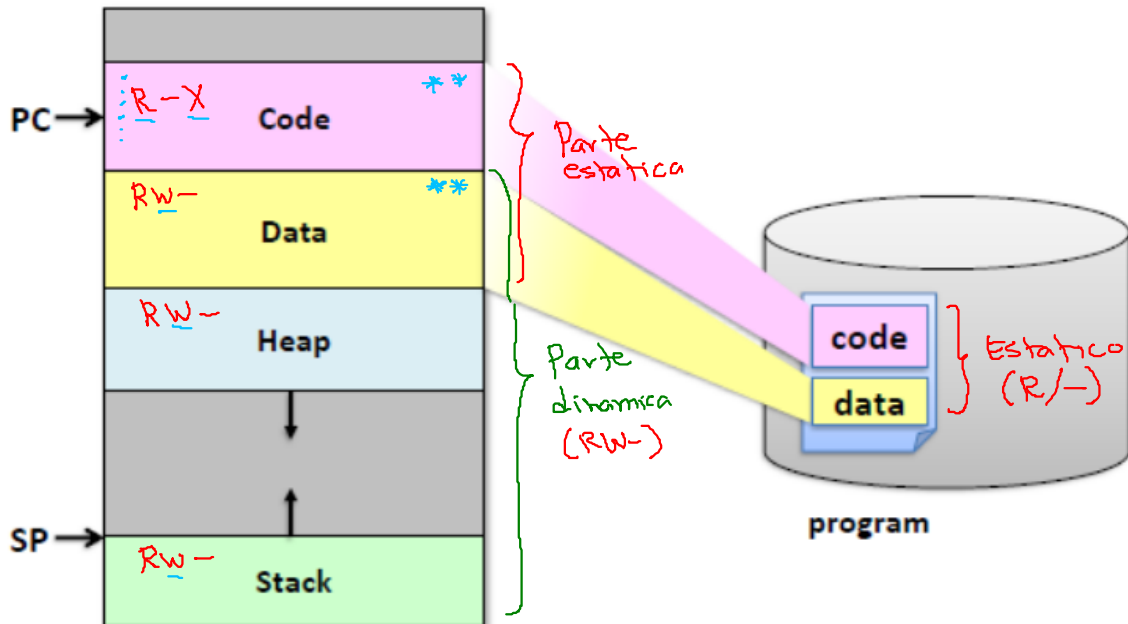 **
R-X
PC
Code
Parte
estatica
RW-
**
Data
RW-
Heap
code
data
Estatico
(R/-)
Parte
dinamica
(RW-)
program
SP
RW-
Stack